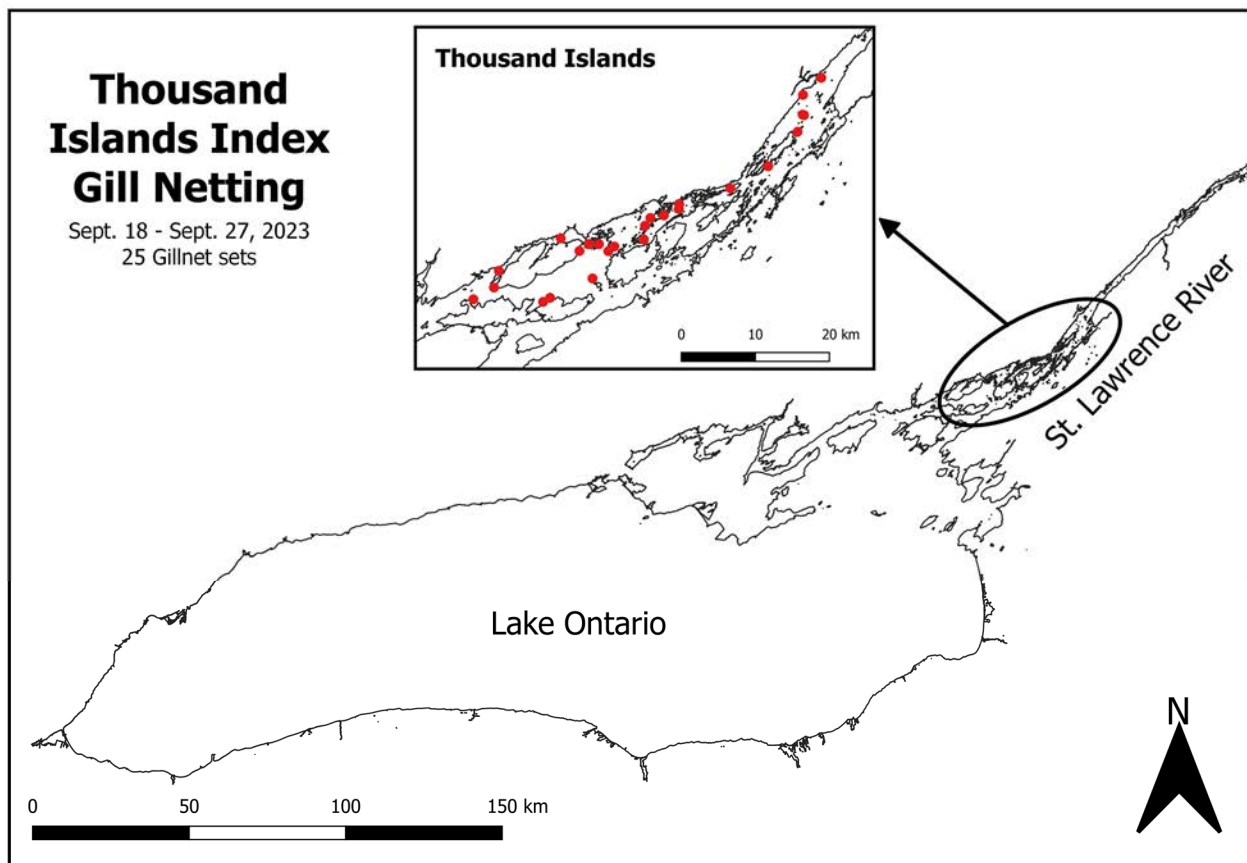 Thousand
Islands Index
Gill Netting
Sept. 18 - Sept. 27, 2023
25 Gillnet sets
Thousand Islands
0 10 20 km
St. Lawrence River
Lake Ontario
N
0 50 100 150 km